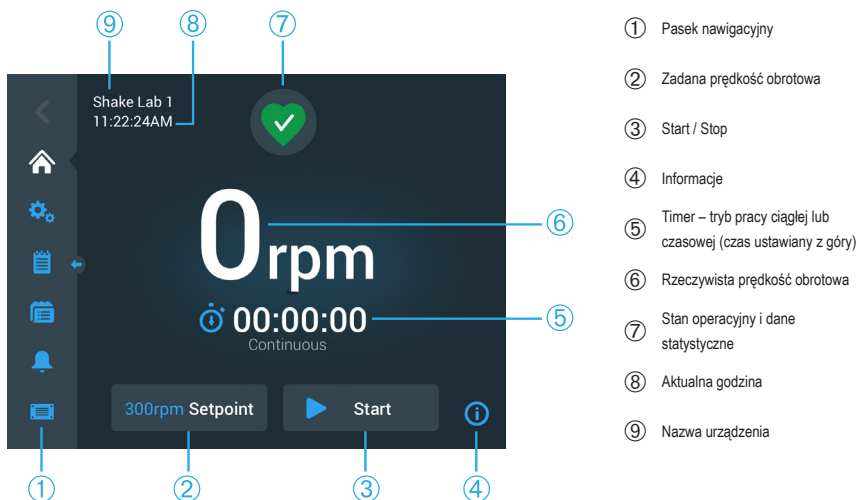 ⑨ ⑧ ⑦
Shake Lab 1
11:22:24AM
0rpm
⑥
00:00:00
⑤
Continuous
300rpm Setpoint
Start
① ② ③ ④
① Pasek nawigacyjny
② Zadana prędkość obrotowa
③ Start / Stop
④ Informacje
⑤ Timer – tryb pracy ciągłej lub
czasowej (czas ustawiany z góry)
⑥ Rzeczywista prędkość obrotowa
⑦ Stan operacyjny i dane
statystyczne
⑧ Aktualna godzina
⑨ Nazwa urządzenia